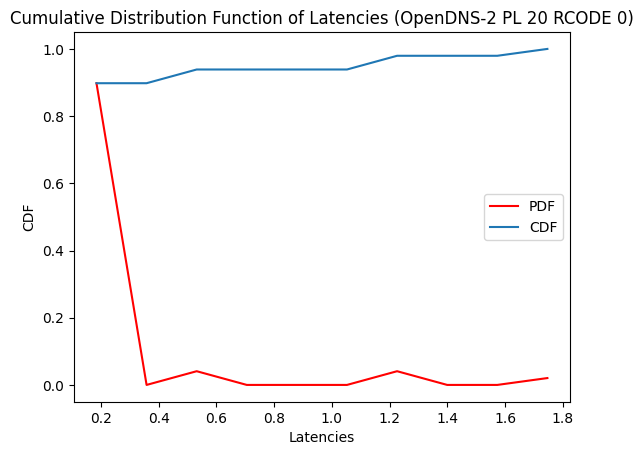 Cumulative Distribution Function of Latencies (OpenDNS-2 PL 20 RCODE 0)
1.0
0.8
0.6
0.4
0.2
0.0
CDF
PDF
CDF
0.2 0.4 0.6 0.8 1.0 1.2 1.4 1.6 1.8
Latencies